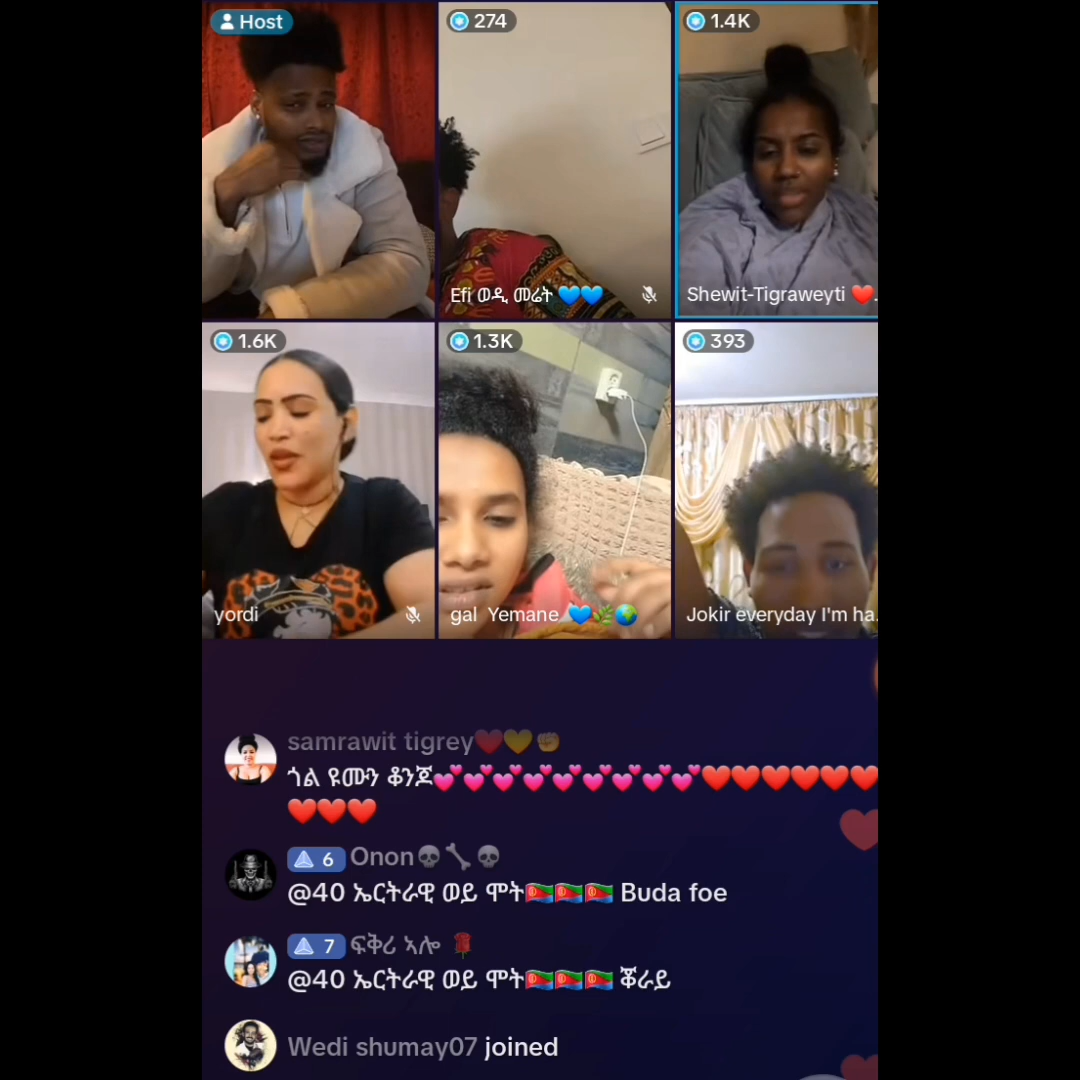 Host
274
1.4K
Efi ወዲ መሬት 💙💙
Shewit-Tigraweyti ❤️.
1.6K
1.3K
393
yordi
gal Yemane 💙🌿🌍
Jokir everyday I'm ha.
samrawit tigrey❤️💛✊
ጎል ዩሙን ቆንጆ💕💕💕💕💕💕💕💕💕❤️❤️❤️❤️❤️❤️
❤️❤️❤️
6 Onon💀🦴💀
@40 ኤርትራዊ ወይ ሞት🇪🇷🇪🇷🇪🇷 Buda foe
7 ፍቅሪ ኣሎ 🌹
@40 ኤርትራዊ ወይ ሞት🇪🇷🇪🇷🇪🇷 ቾራይ
Wedi shumay07 joined